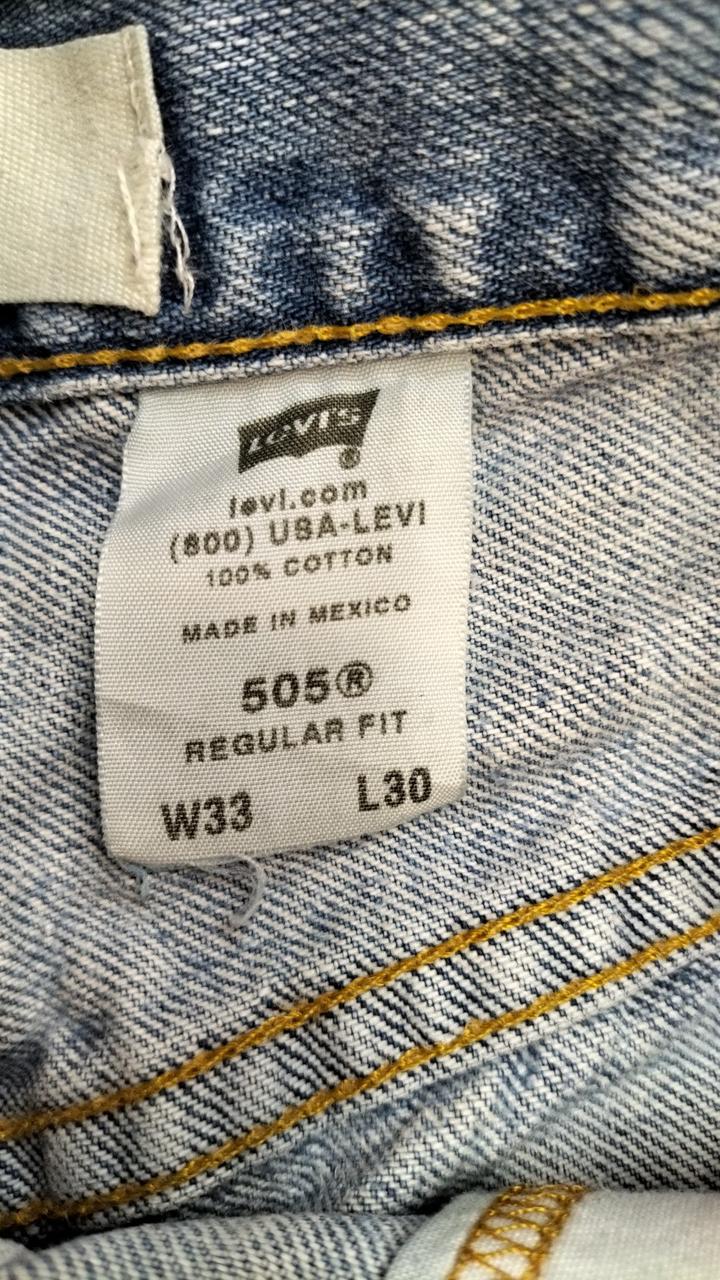 LEVI'S
®
levi.com
(800) USA-LEVI
100% COTTON
MADE IN MEXICO
505®
REGULAR FIT
W33 L30